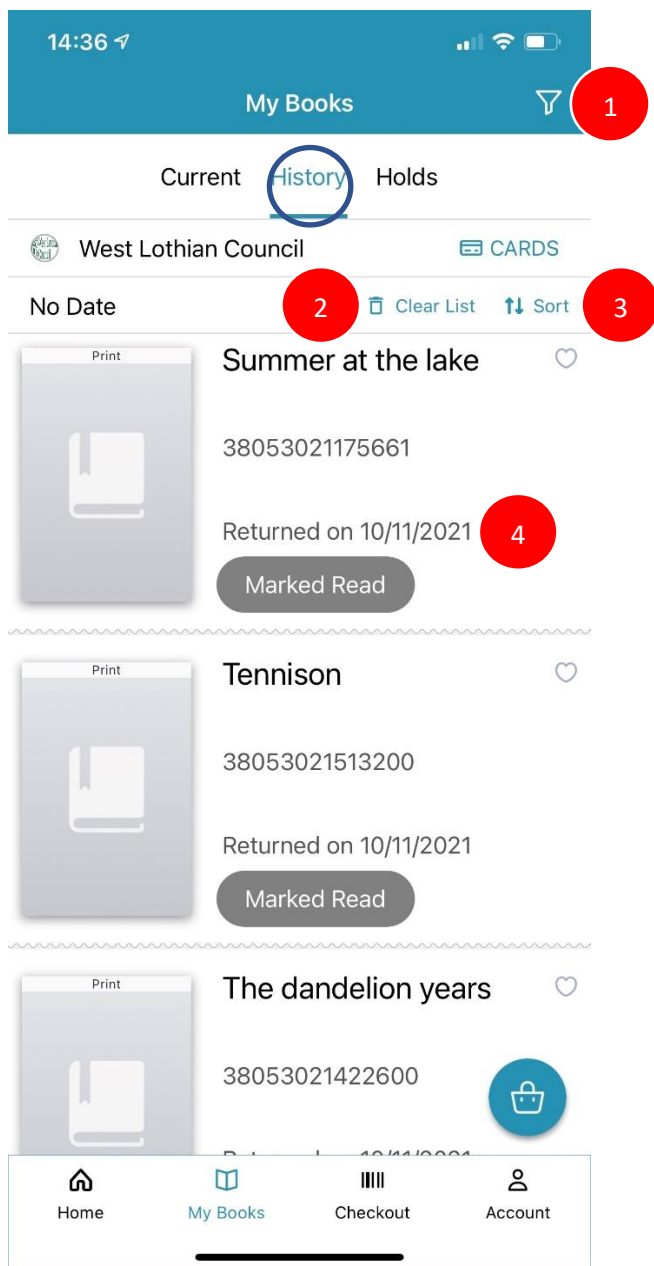 14:36
My Books
1
Current History Holds
West Lothian Council CARDS
No Date 2 Clear List Sort 3
Print
Summer at the lake
38053021175661
Returned on 10/11/2021 4
Marked Read
Print
Tennison
38053021513200
Returned on 10/11/2021
Marked Read
Print
The dandelion years
38053021422600
Home My Books Checkout Account